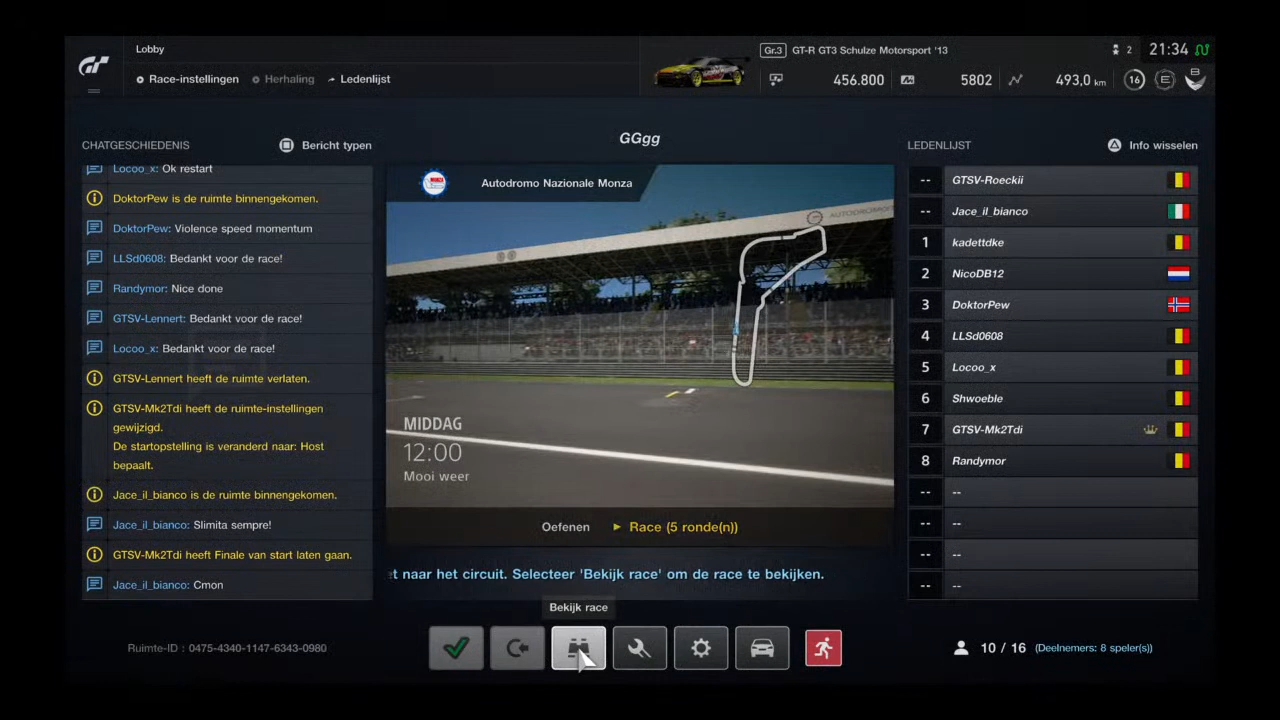 Lobby
Race-instellingen Herhaling Ledenlijst
Gr.3 GT-R GT3 Schulze Motorsport '13
2 21:34
456.800 5802 493,0 km 16 E B
CHATGESCHIEDENIS Bericht typen
Locoo_x: Ok restart
DoktorPew is de ruimte binnengekomen.
DoktorPew: Violence speed momentum
LLSd0608: Bedankt voor de race!
Randymor: Nice done
GTSV-Lennert: Bedankt voor de race!
Locoo_x: Bedankt voor de race!
GTSV-Lennert heeft de ruimte verlaten.
GTSV-Mk2Tdi heeft de ruimte-instellingen
gewijzigd.
De startopstelling is veranderd naar: Host
bepaalt.
Jace_il_bianco is de ruimte binnengekomen.
Jace_il_bianco: Slimita sempre!
GTSV-Mk2Tdi heeft Finale van start laten gaan.
Jace_il_bianco: Cmon
GGgg
Autodromo Nazionale Monza
MIDDAG
12:00
Mooi weer
Oefenen Race (5 ronde(n))
t naar het circuit. Selecteer 'Bekijk race' om de race te bekijken.
Bekijk race
LEDENLIJST Info wisselen
-- GTSV-Roeckii
-- Jace_il_bianco
1 kadettdke
2 NicoDB12
3 DoktorPew
4 LLSd0608
5 Locoo_x
6 Shwoeble
7 GTSV-Mk2Tdi
8 Randymor
-- --
-- --
-- --
-- --
Ruimte-ID : 0475-4340-1147-6343-0980
10 / 16 (Deelnemers: 8 speler(s))